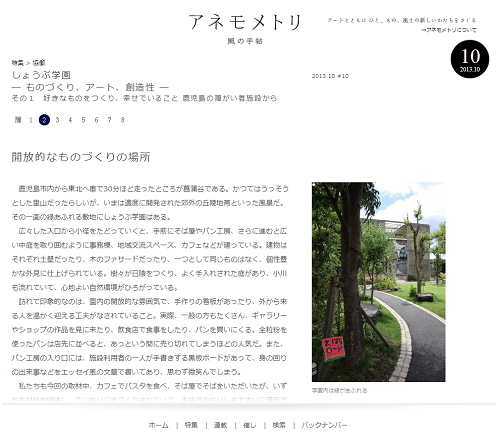 アネモメトリ
風の手帖
アートとともに ひと、もの、風土の新しいかたちをさぐる
⇒アネモメトリについて
10
2013.10
特集 > 協働
しょうぶ学園
― ものづくり、アート、創造性 ―
その1 好きなものをつくり、幸せでいること 鹿児島の障がい者施設から
2013.10 #10
1 2 3 4 5 6 7 8
開放的なものづくりの場所
鹿児島市内から東北へ車で30分ほど走ったところが菖蒲谷である。かつてはうっそう
とした里山だったらしいが、いまは適度に開発された郊外の丘陵地帯といった風景だ。
その一画の緑あふれる敷地にしょうぶ学園はある。
広々した入口から小径をたどっていくと、手前にそば屋やパン工房、さらに進むと広
い中庭を取り囲むように事務棟、地域交流スペース、カフェなどが建っている。建物は
それぞれ土壁だったり、木のファサードだったり、一つとして同じものはなく、個性豊
かな外見に仕上げられている。樹々が日陰をつくり、よく手入れされた庭があり、小川
も流れていて、心地よい自然環境がひろがっている。
訪れて印象的なのは、園内の開放的な雰囲気で、手作りの看板があったり、外から来
る人を温かく迎える工夫がなされていること。実際、一般の方もたくさん、ギャラリー
やショップの作品を見に来たり、飲食店で食事をしたり、パンを買いにくる。全粒粉を
使ったパンは店先に並べると、あっという間に売り切れてしまうほどの人気だ。また、
パン工房の入り口には、施設利用者の一人が手書きする黒板ボードがあって、身の回り
の出来事などをエッセイ風の文章で書いてあり、思わず微笑んでしまう。
私たちも今回の取材中、カフェでパスタを食べ、そば屋でそばをいただいたが、いず
学園内は緑があふれる
ホーム | 特集 | 連載 | 催し | 本棚 | バックナンバー